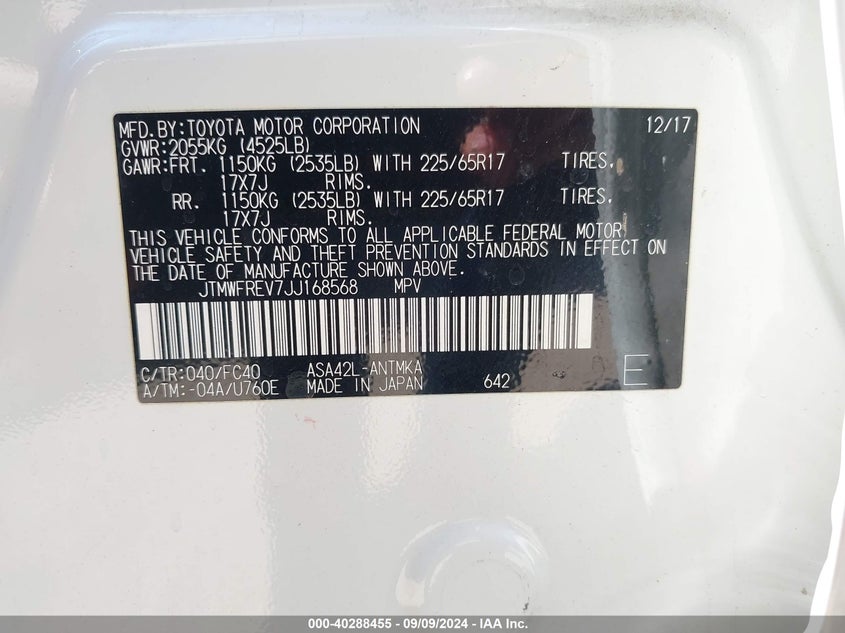 MFD.BY:TOYOTA MOTOR CORPORATION 12/17
GVWR:2055KG (4525LB)
GAWR:FRT. 1150KG (2535LB) WITH 225/65R17 TIRES,
17X7J RIMS.
RR. 1150KG (2535LB) WITH 225/65R17 TIRES,
17X7J RIMS.
THIS VEHICLE CONFORMS TO ALL APPLICABLE FEDERAL MOTOR
VEHICLE SAFETY AND THEFT PREVENTION STANDARDS IN EFFECT ON
THE DATE OF MANUFACTURE SHOWN ABOVE.
JTMWFREV7JJ168568 MPV
C/TR:040/FC40 ASA42L-ANTMKA
A/TM:-04A/U760E MADE IN JAPAN 642 E
000-40288455 - 09/09/2024 - IAA Inc.